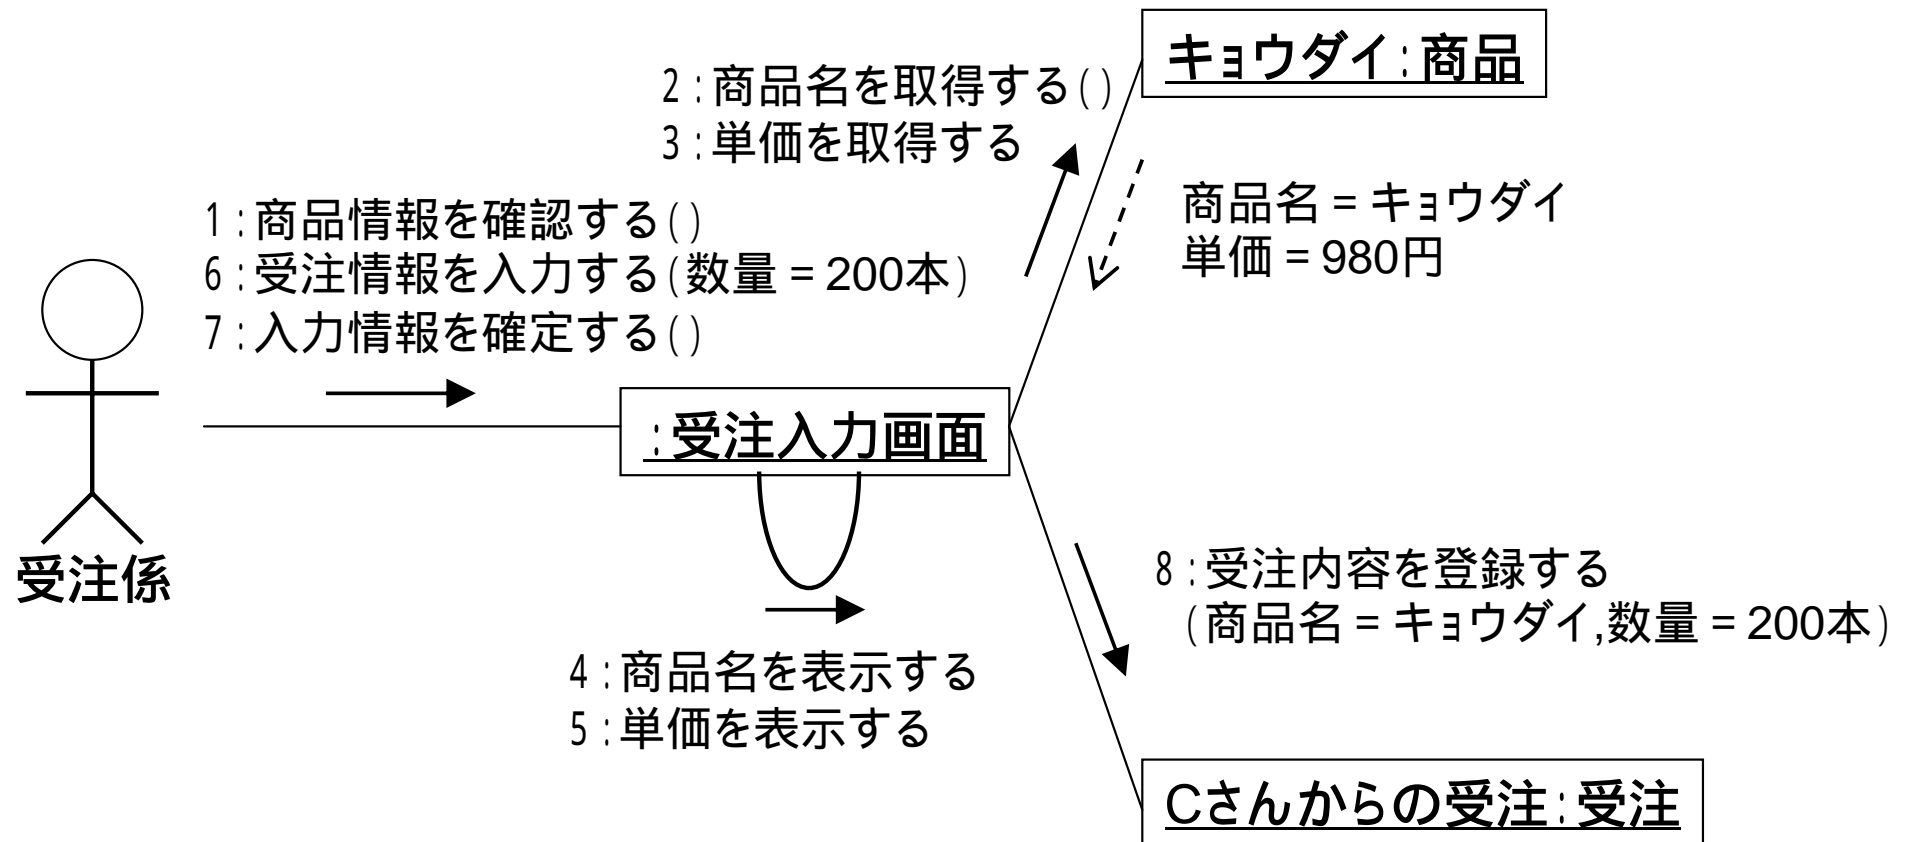 キョウダイ:商品
2:商品名を取得する()
3:単価を取得する
商品名=キョウダイ
単価=980円
1:商品情報を確認する()
6:受注情報を入力する(数量=200本)
7:入力情報を確定する()
:受注入力画面
受注係
4:商品名を表示する
5:単価を表示する
8:受注内容を登録する
(商品名=キョウダイ,数量=200本)
Cさんからの受注:受注